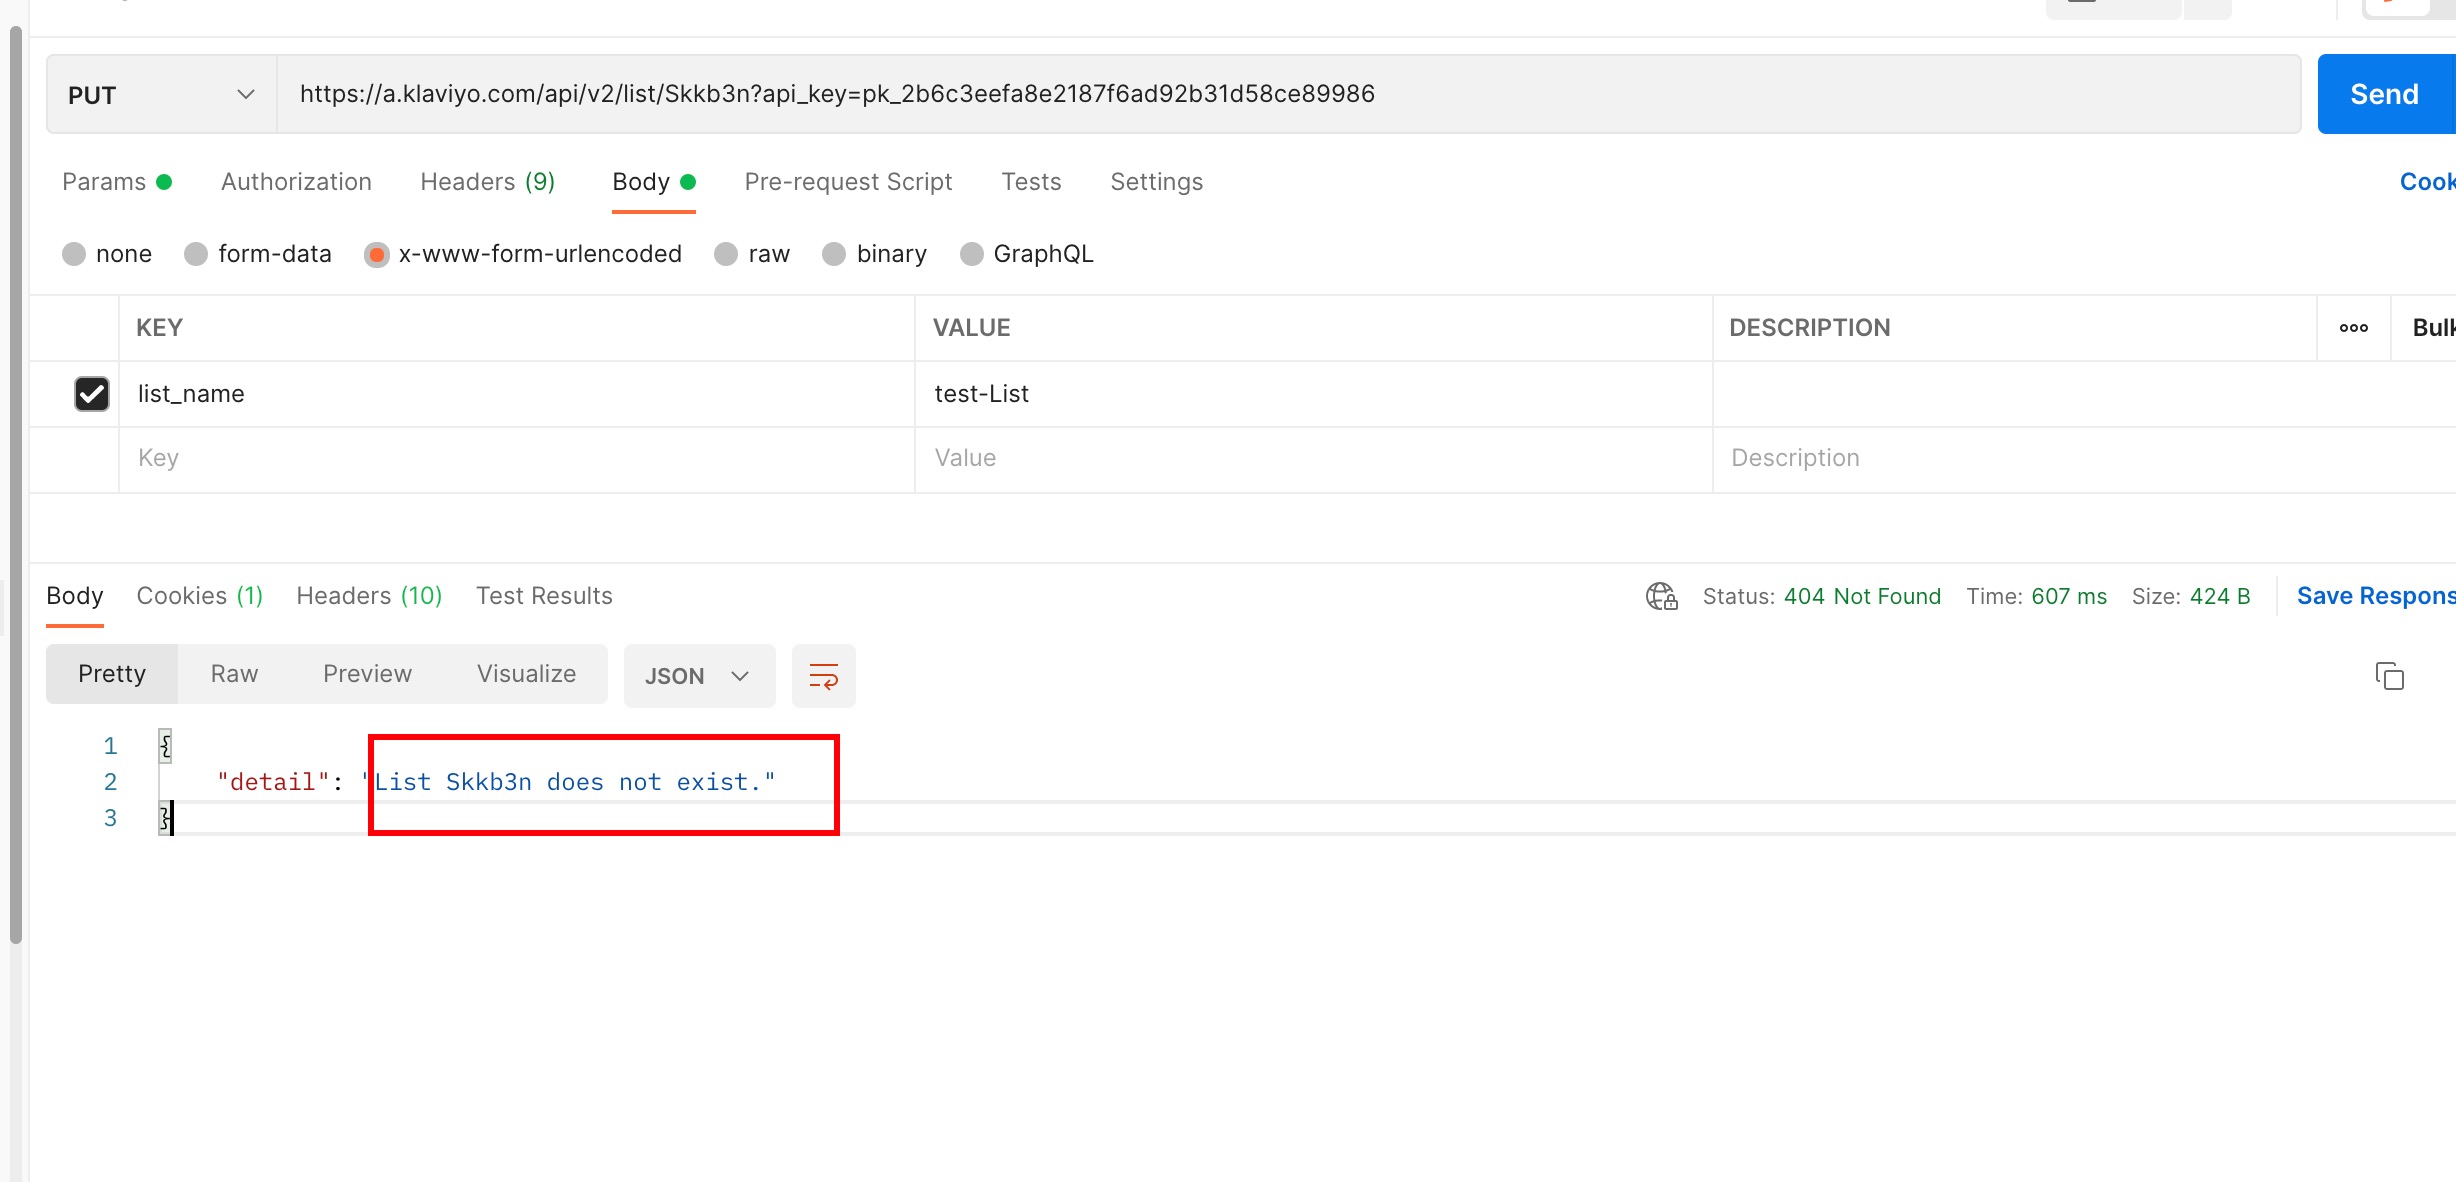 PUT https://a.klaviyo.com/api/v2/list/Skkb3n?api_key=pk_2b6c3eefa8e2187f6ad92b31d58ce89986 Send
Params Authorization Headers (9) Body Pre-request Script Tests Settings Cook
none form-data x-www-form-urlencoded raw binary GraphQL
KEY VALUE DESCRIPTION Bulk
list_name test-List
Key Value Description
Body Cookies (1) Headers (10) Test Results Status: 404 Not Found Time: 607 ms Size: 424 B Save Respons
Pretty Raw Preview Visualize JSON
1 {
2 "detail": "List Skkb3n does not exist."
3 }